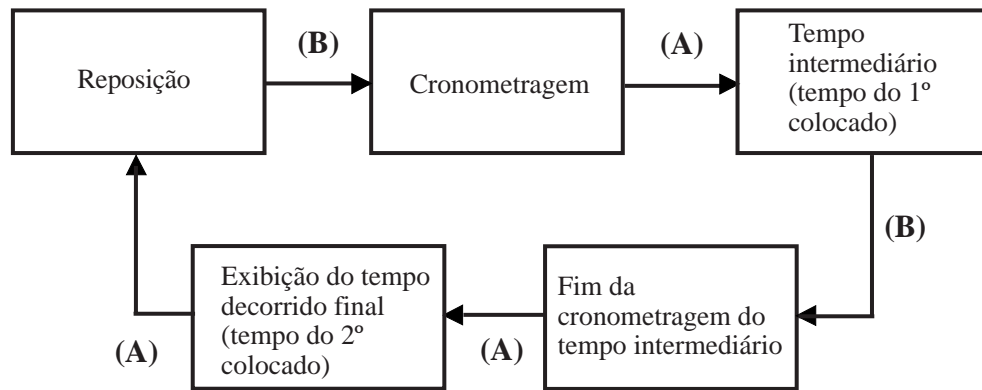 Reposição
(B)
Cronometragem
(A)
Tempo
intermediário
(tempo do 1º
colocado)
(B)
Fim da
cronometragem do
tempo intermediário
(A)
Exibição do tempo
decorrido final
(tempo do 2º
colocado)
(A)